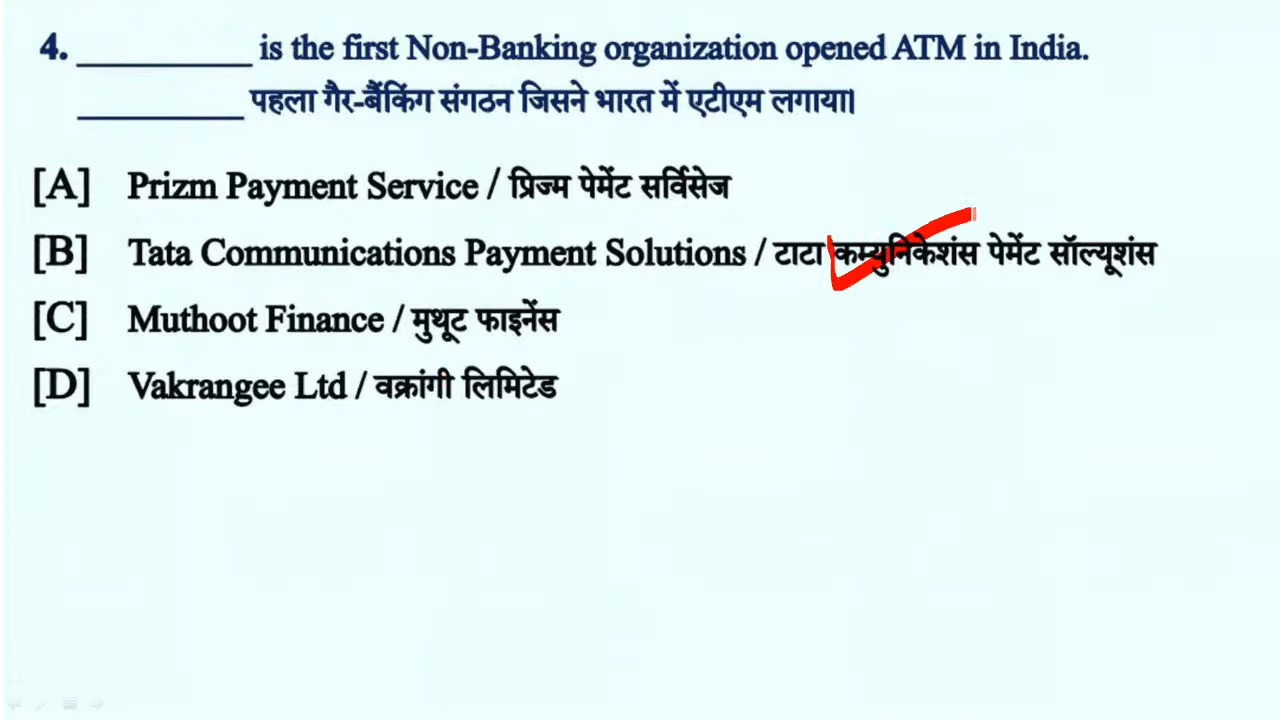 4. __________ is the first Non-Banking organization opened ATM in India.
__________ पहला गैर-बैंकिंग संगठन जिसने भारत में एटीएम लगाया।
[A] Prizm Payment Service / प्रिज्म पेमेंट सर्विसेज
[B] Tata Communications Payment Solutions / टाटा कम्युनिकेशंस पेमेंट सॉल्यूशंस
[C] Muthoot Finance / मुथूट फाइनेंस
[D] Vakrangee Ltd / वक्रांगी लिमिटेड